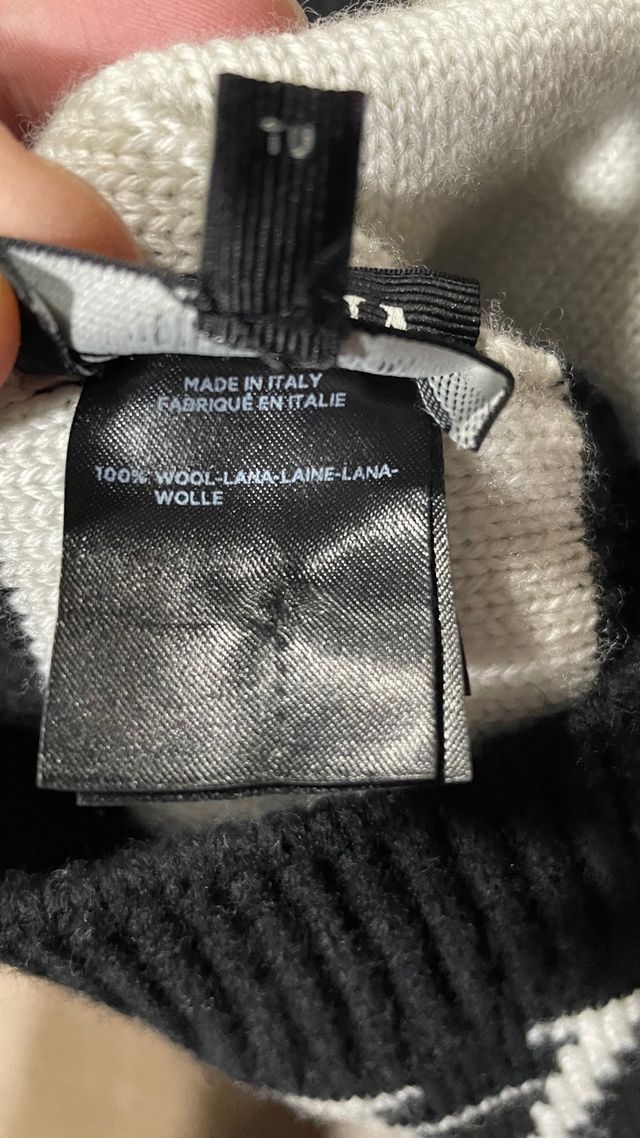 TU
MADE IN ITALY
FABRIQUÉ EN ITALIE
100% WOOL-LANA-LAINE-LANA-
WOLLE